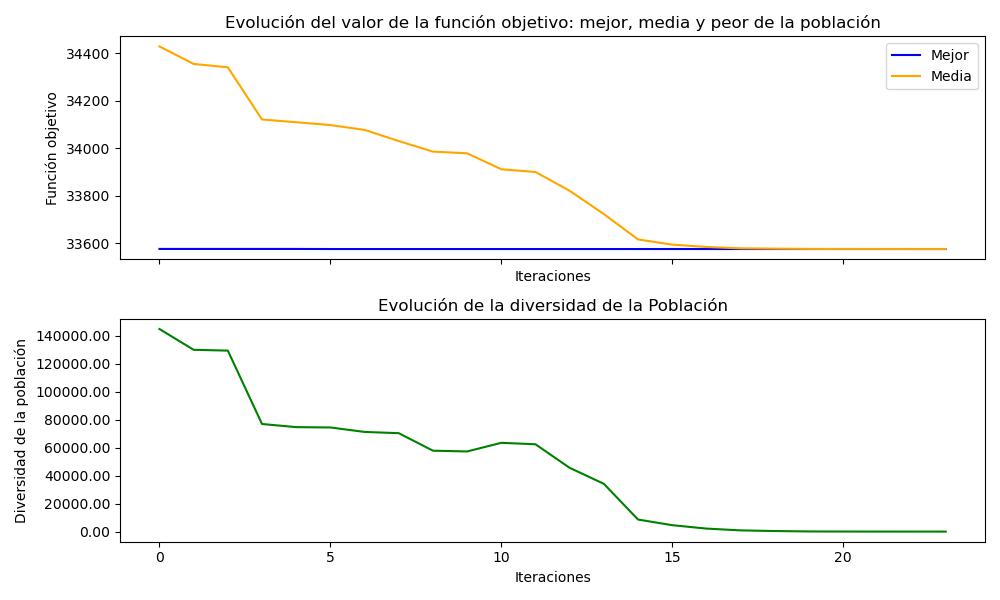 Evolución del valor de la función objetivo: mejor, media y peor de la población
34400
34200
34000
33800
33600
Función objetivo
Mejor
Media
Iteraciones
Evolución de la diversidad de la Población
140000.00
120000.00
100000.00
80000.00
60000.00
40000.00
20000.00
0.00
Diversidad de la población
0 5 10 15 20
Iteraciones